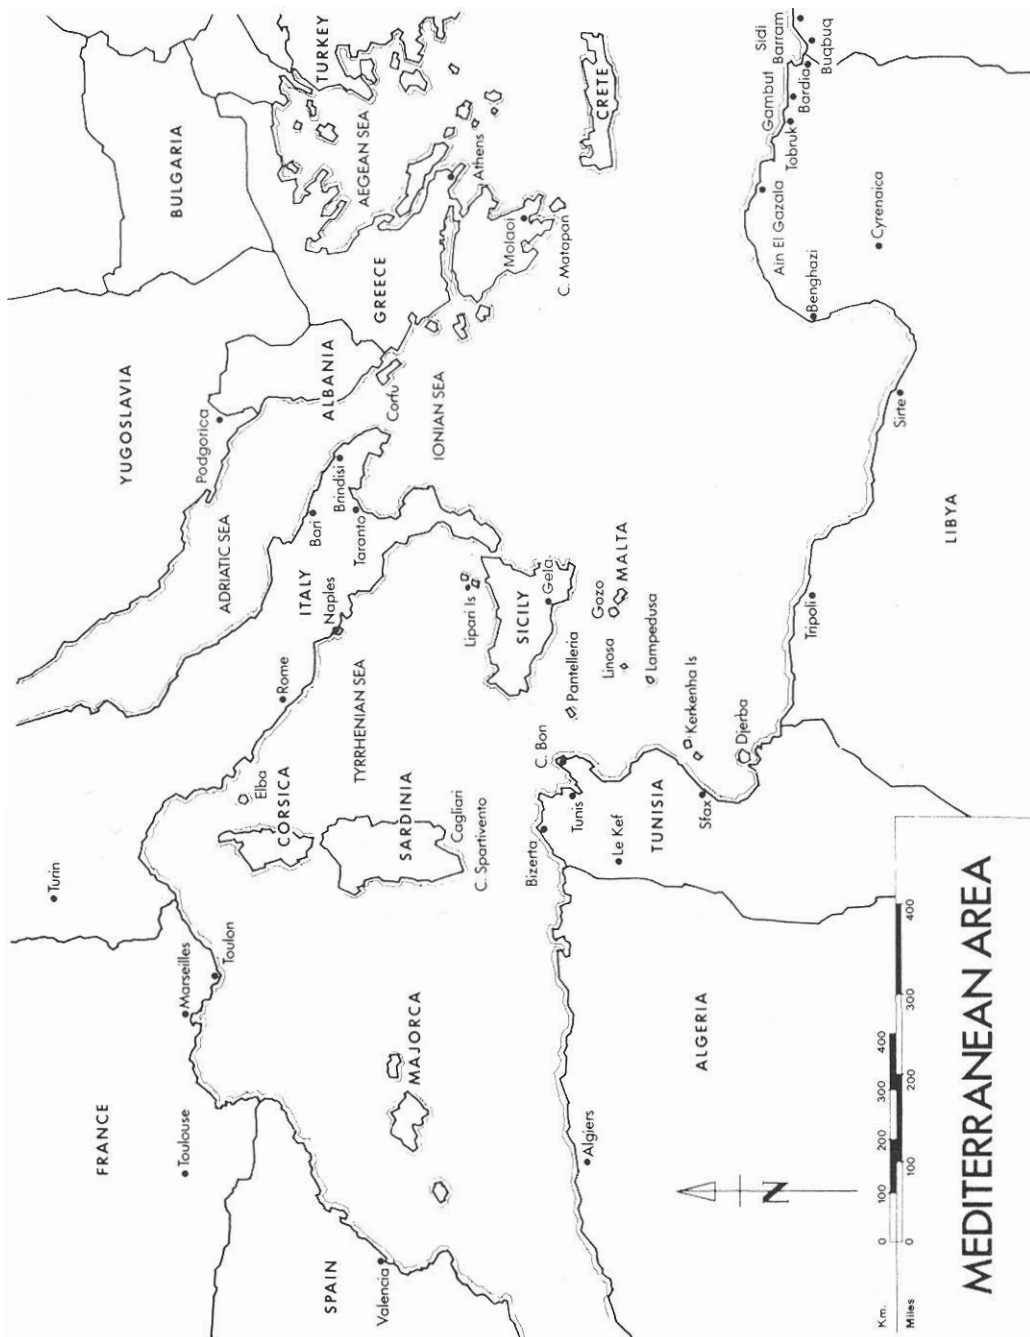 FRANCE
Toulouse
Marseilles
Toulon
Turin
SPAIN
Valencia
MAJORCA
CORSICA
Elba
SARDINIA
Cagliari
C. Spartivento
TYRRHENIAN SEA
Rome
ITALY
Naples
Bari
Brindisi
Taranto
ADRIATIC SEA
YUGOSLAVIA
Podgorica
ALBANIA
BULGARIA
GREECE
Corfu
IONIAN SEA
AEGEAN SEA
TURKEY
Athens
Molaoi
C. Matapan
CRETE
Lipari Is
SICILY
Gela
Pantelleria
Gozo
MALTA
Linosa
Lampedusa
C. Bon
Bizerta
Tunis
Le Kef
TUNISIA
Sfax
Kerkenha Is
Djerba
Algiers
ALGERIA
Tripoli
LIBYA
Sirte
Benghazi
Cyrenaica
Ain El Gazala
Tobruk
Gambut
Bardia
Sidi
Barram
Buqbuq
N
Km. 0 100 200 300 400
Miles 0 100 200 300 400
MEDITERRANEAN AREA